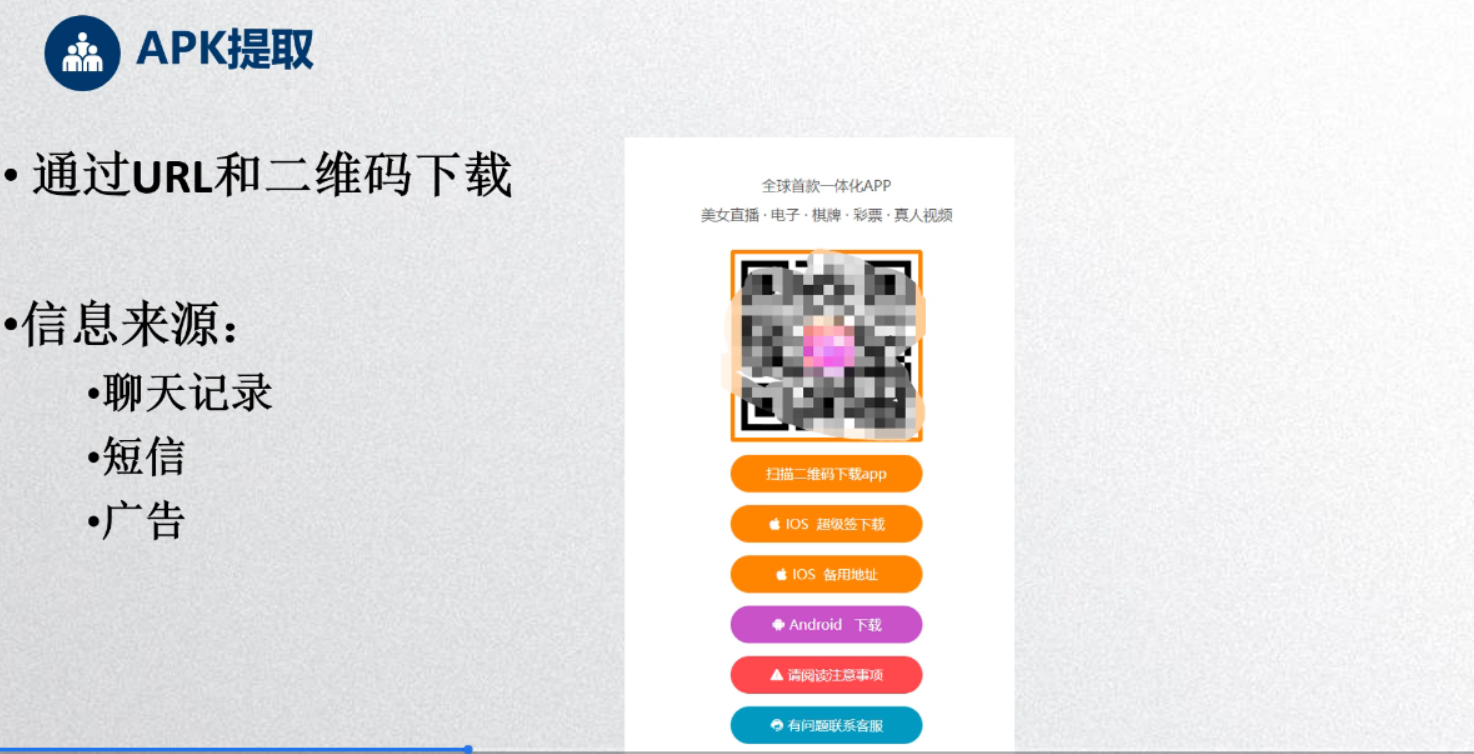 APK提取
• 通过URL和二维码下载
•信息来源：
•聊天记录
•短信
•广告
全球首款一体化APP
美女直播 · 电子 · 棋牌 · 彩票 · 真人视频
扫描二维码下载app
IOS 超级签下载
IOS 备用地址
Android 下载
请阅读注意事项
有问题联系客服